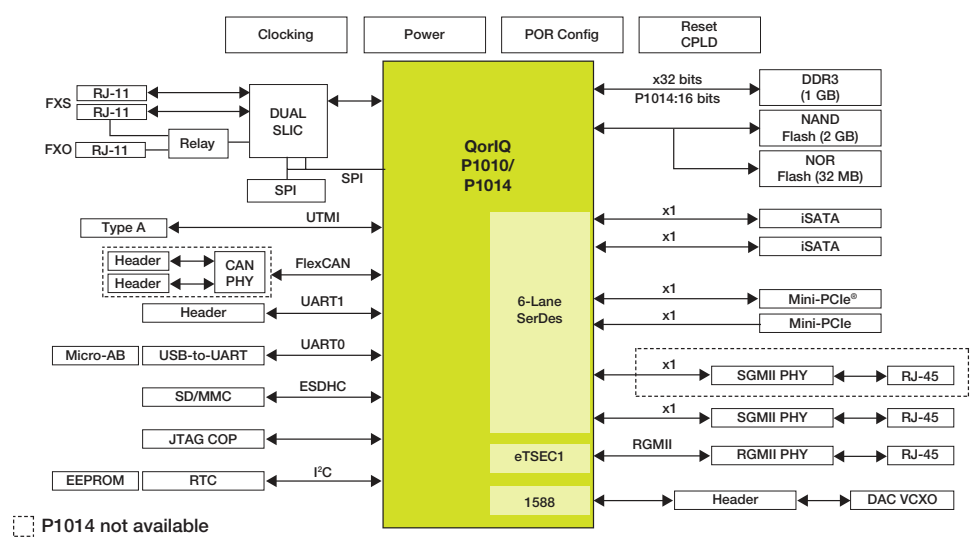 Clocking
Power
POR Config
Reset
CPLD
FXS
RJ-11
RJ-11
FXO
RJ-11
Relay
DUAL
SLIC
SPI
SPI
Type A
UTMI
Header
Header
CAN
PHY
FlexCAN
Header
UART1
Micro-AB
USB-to-UART
UART0
SD/MMC
ESDHC
JTAG COP
EEPROM
RTC
I²C
QorIQ
P1010/
P1014
6-Lane
SerDes
eTSEC1
1588
x32 bits
P1014:16 bits
DDR3
(1 GB)
NAND
Flash (2 GB)
NOR
Flash (32 MB)
x1
iSATA
x1
iSATA
x1
Mini-PCIe®
x1
Mini-PCIe
x1
SGMII PHY
RJ-45
x1
SGMII PHY
RJ-45
RGMII
RGMII PHY
RJ-45
Header
DAC VCXO
P1014 not available